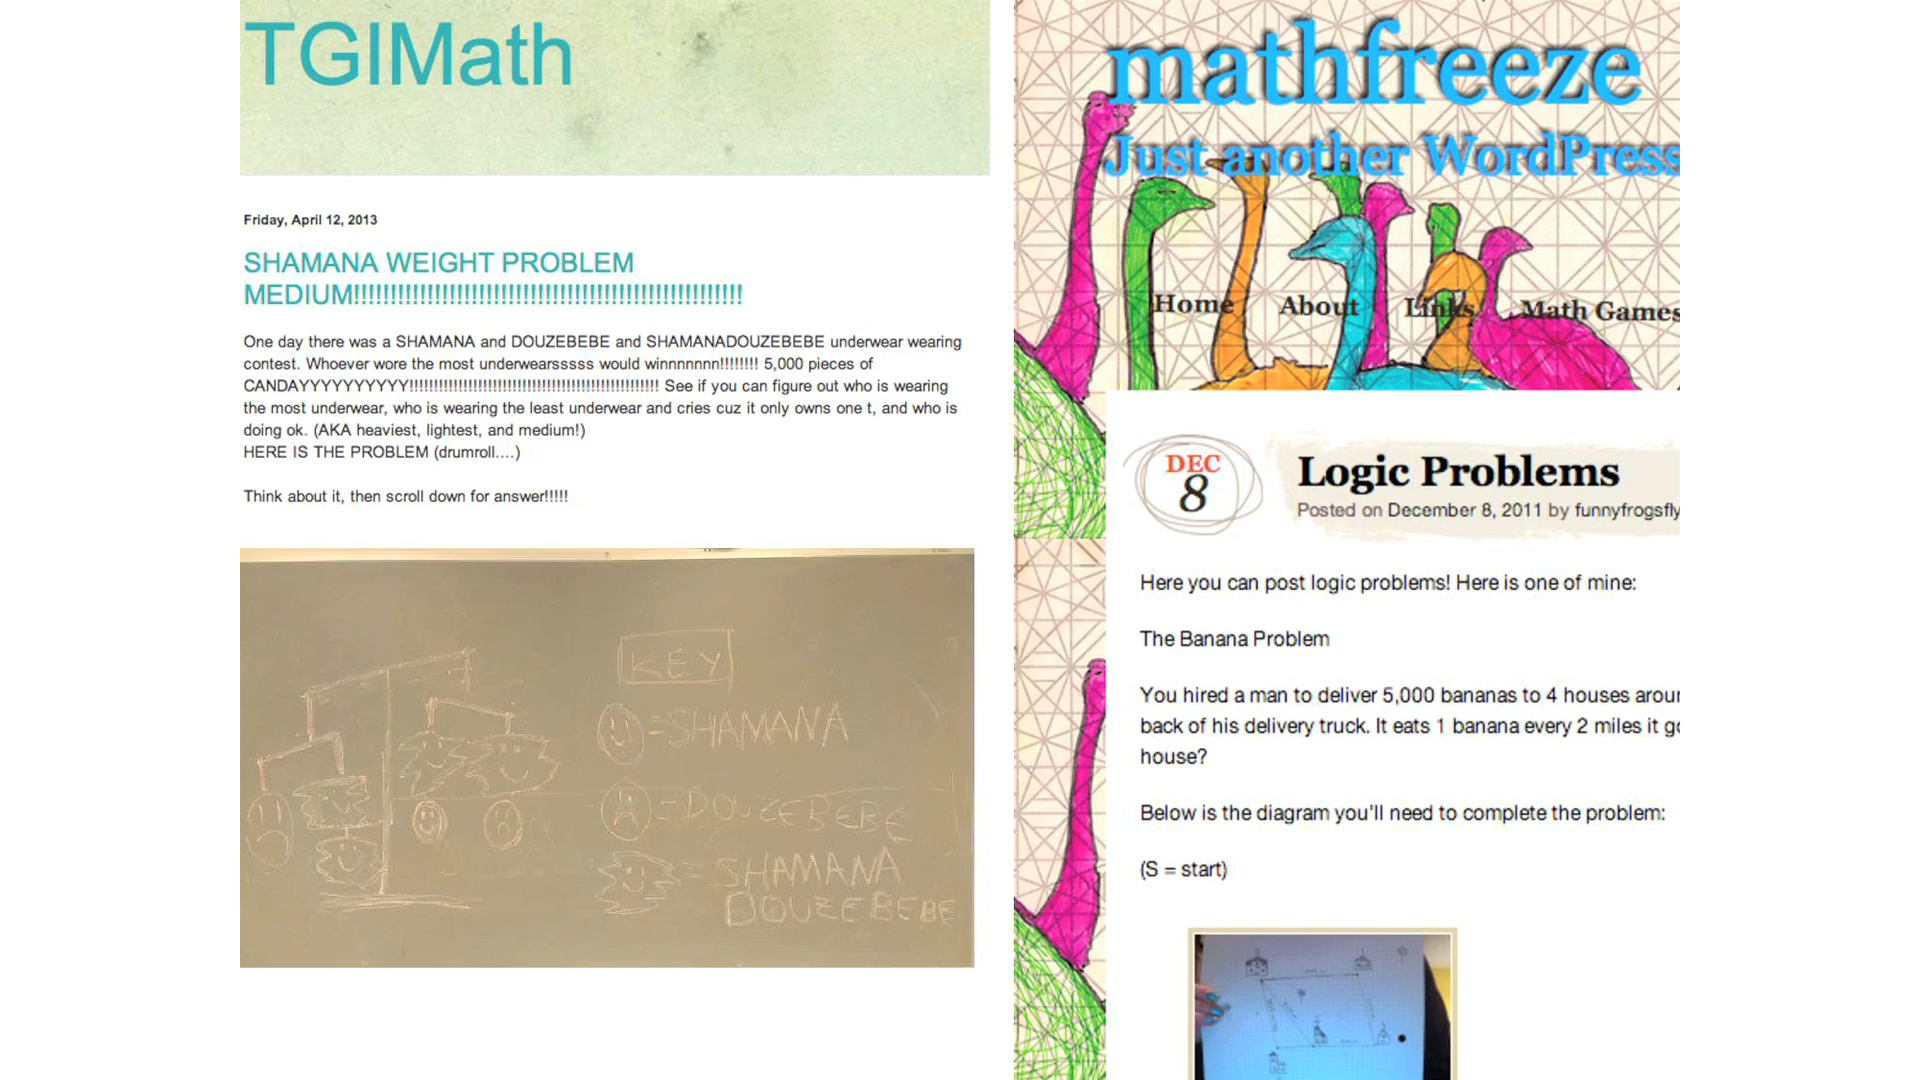 TGIMath
Friday, April 12, 2013
SHAMANA WEIGHT PROBLEM
MEDIUM!!!!!!!!!!!!!!!!!!!!!!!!!!!!!!!!!!!!!!!!!!!!!!!!!!!!!
One day there was a SHAMANA and DOUZEBEBE and SHAMANADOUZEBEBE underwear wearing
contest. Whoever wore the most underwearsssss would winnnnnnn!!!!!!!! 5,000 pieces of
CANDAYYYYYYYYYY!!!!!!!!!!!!!!!!!!!!!!!!!!!!!!!!!!!!!!!!!!!!!!!!!!! See if you can figure out who is wearing
the most underwear, who is wearing the least underwear and cries cuz it only owns one t, and who is
doing ok. (AKA heaviest, lightest, and medium!)
HERE IS THE PROBLEM (drumroll....)
Think about it, then scroll down for answer!!!!!
KEY
=SHAMANA
=DOUZEBEBE
= SHAMANA
DOUZEBEBE
mathfreeze
Just another WordPress
Home About Links Math Games
DEC
8
Logic Problems
Posted on December 8, 2011 by funnyfrogsfly
Here you can post logic problems! Here is one of mine:
The Banana Problem
You hired a man to deliver 5,000 bananas to 4 houses arou
back of his delivery truck. It eats 1 banana every 2 miles it g
house?
Below is the diagram you'll need to complete the problem:
(S = start)